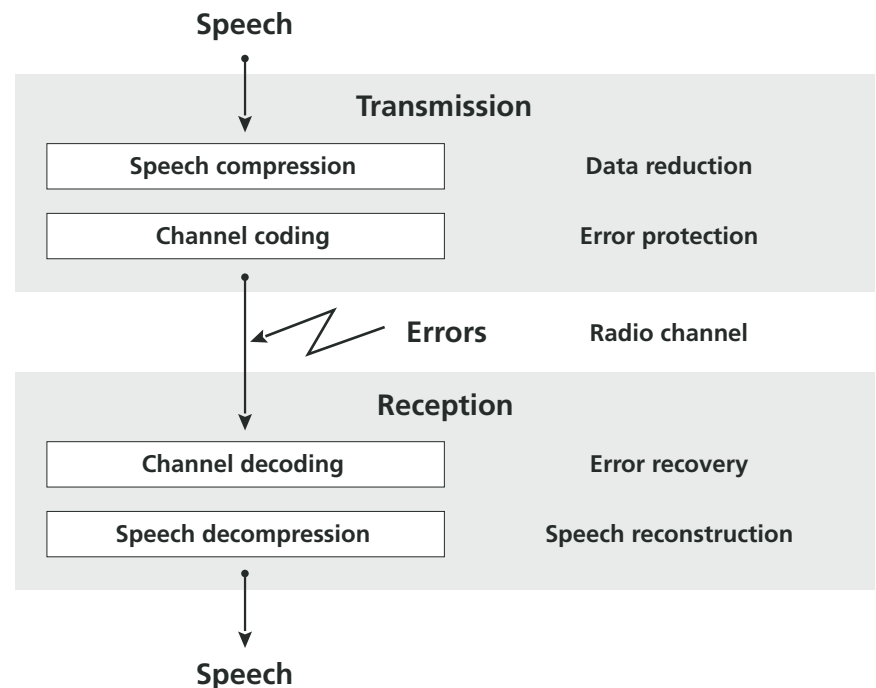 Speech
Transmission
Speech compression
Data reduction
Channel coding
Error protection
Errors
Radio channel
Reception
Channel decoding
Error recovery
Speech decompression
Speech reconstruction
Speech